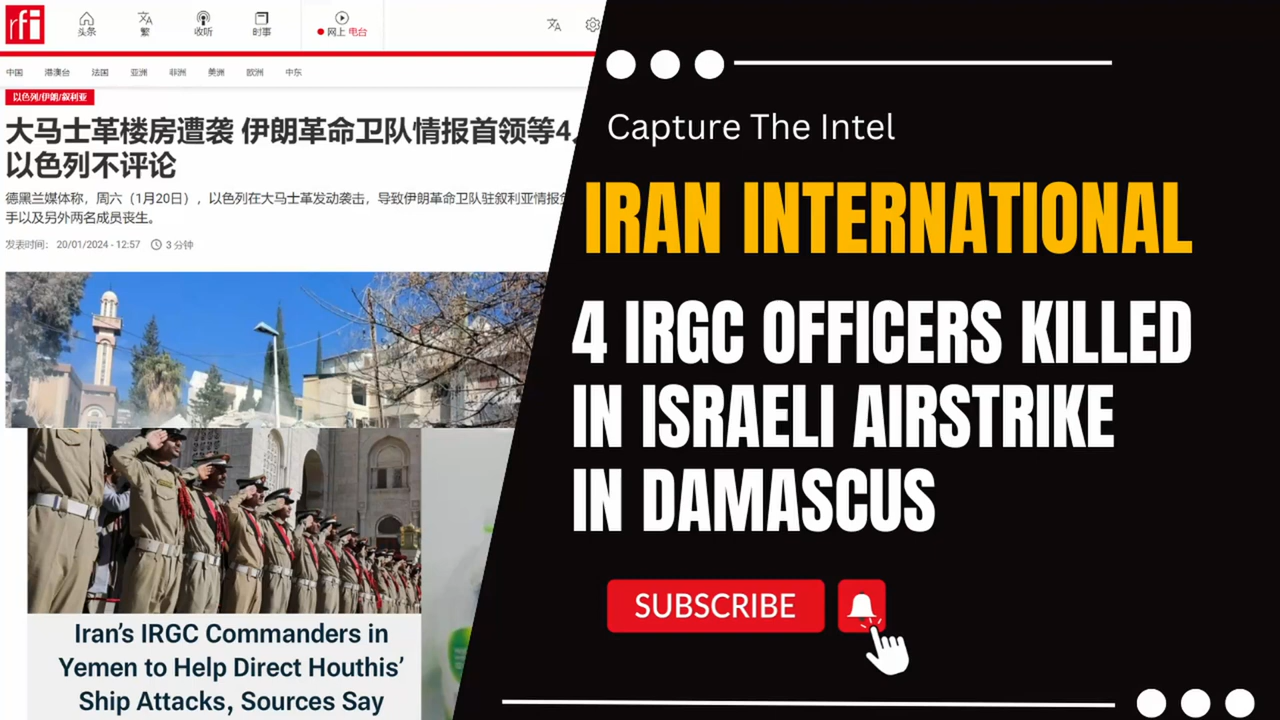 rfi
头条
繁
收听
时事
网上 电台
中国 港澳台 法国 亚洲 非洲 美洲 欧洲 中东
以色列/伊朗/叙利亚
大马士革楼房遭袭 伊朗革命卫队情报首领等4
以色列不评论
德黑兰媒体称，周六（1月20日），以色列在大马士革发动袭击，导致伊朗革命卫队驻叙利亚情报
手以及另外两名成员丧生。
发表时间： 20/01/2024 - 12:57 3 分钟
Iran's IRGC Commanders in
Yemen to Help Direct Houthis'
Ship Attacks, Sources Say
Capture The Intel
IRAN INTERNATIONAL
4 IRGC OFFICERS KILLED
IN ISRAELI AIRSTRIKE
IN DAMASCUS
SUBSCRIBE